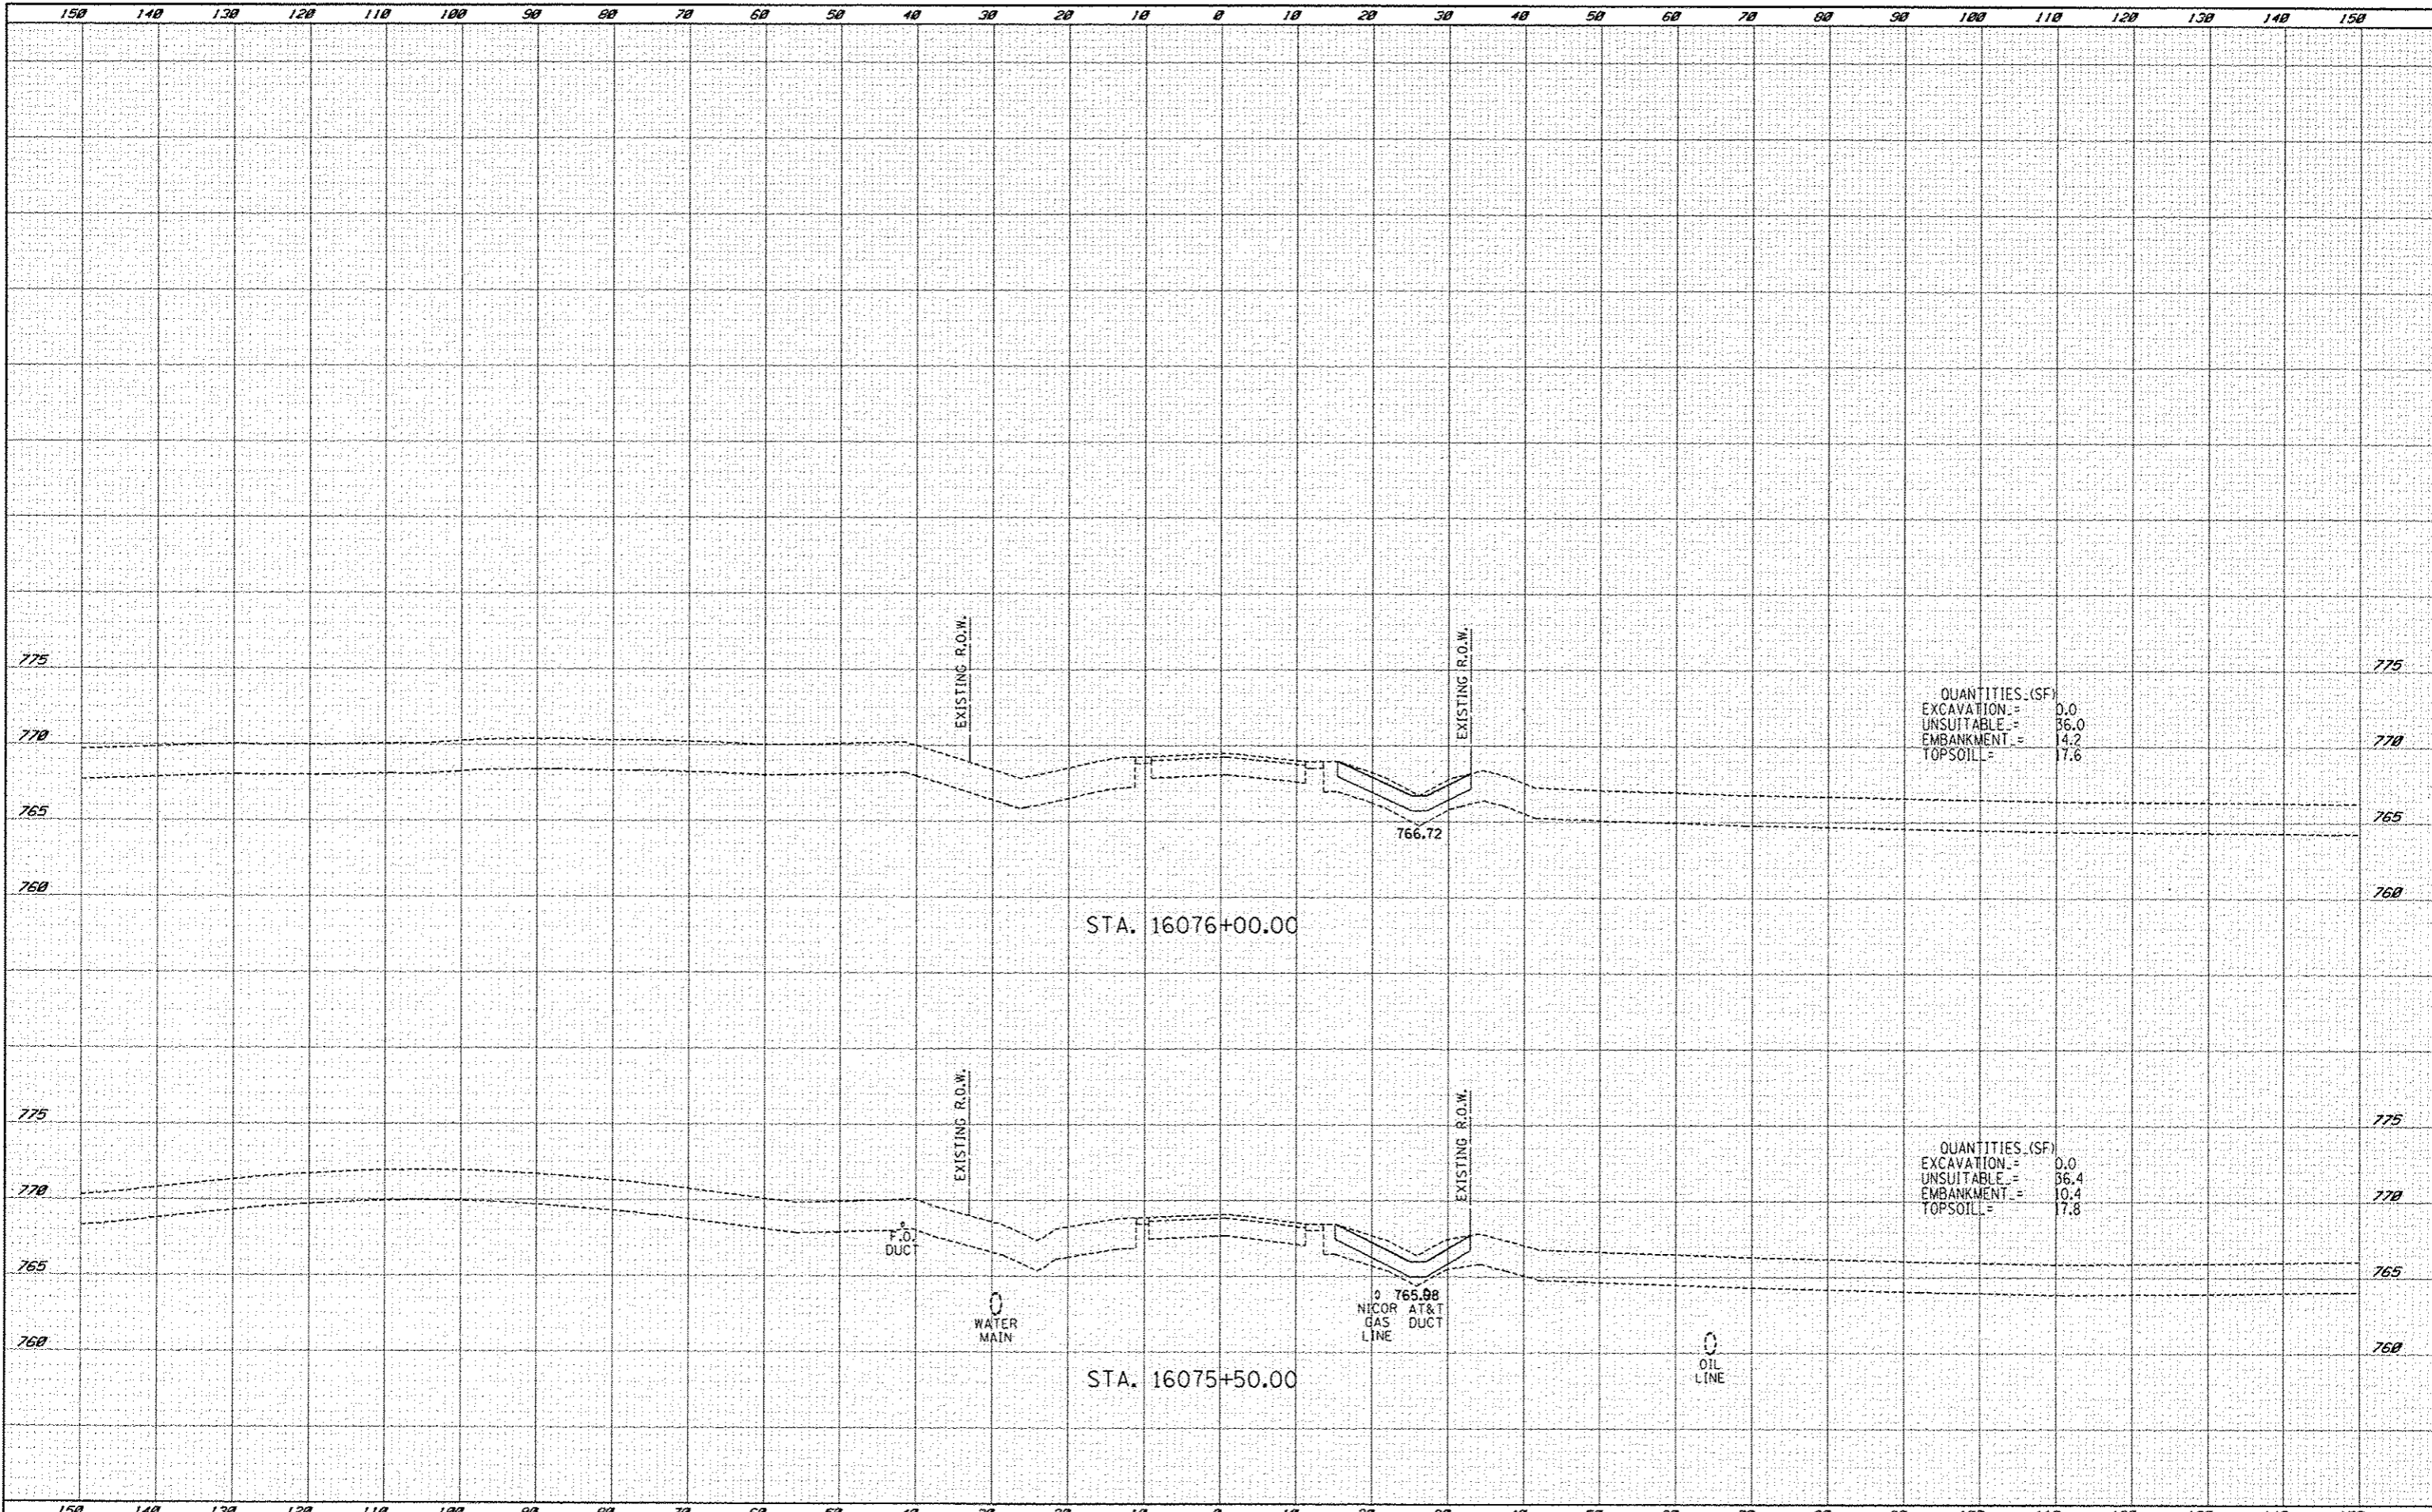 150 140 130 120 110 100 90 80 70 60 50 40 30 20 10 0 10 20 30 40 50 60 70 80 90 100 110 120 130 140 150
EXISTING R.O.W.
EXISTING R.O.W.
775 775
QUANTITIES (SF)
EXCAVATION = 0.0
UNSUITABLE = 36.0
EMBANKMENT = 14.2
TOPSOIL = 17.6
770 770
765 765
766.72
760 760
STA. 16076+00.00
EXISTING R.O.W.
EXISTING R.O.W.
775 775
QUANTITIES (SF)
EXCAVATION = 0.0
UNSUITABLE = 36.4
EMBANKMENT = 10.4
TOPSOIL = 17.8
770 770
F.O.
DUCT
765 765
765.98
WATER
MAIN
NICOR
GAS
LINE
AT&T
DUCT
760 760
OIL
LINE
STA. 16075+50.00